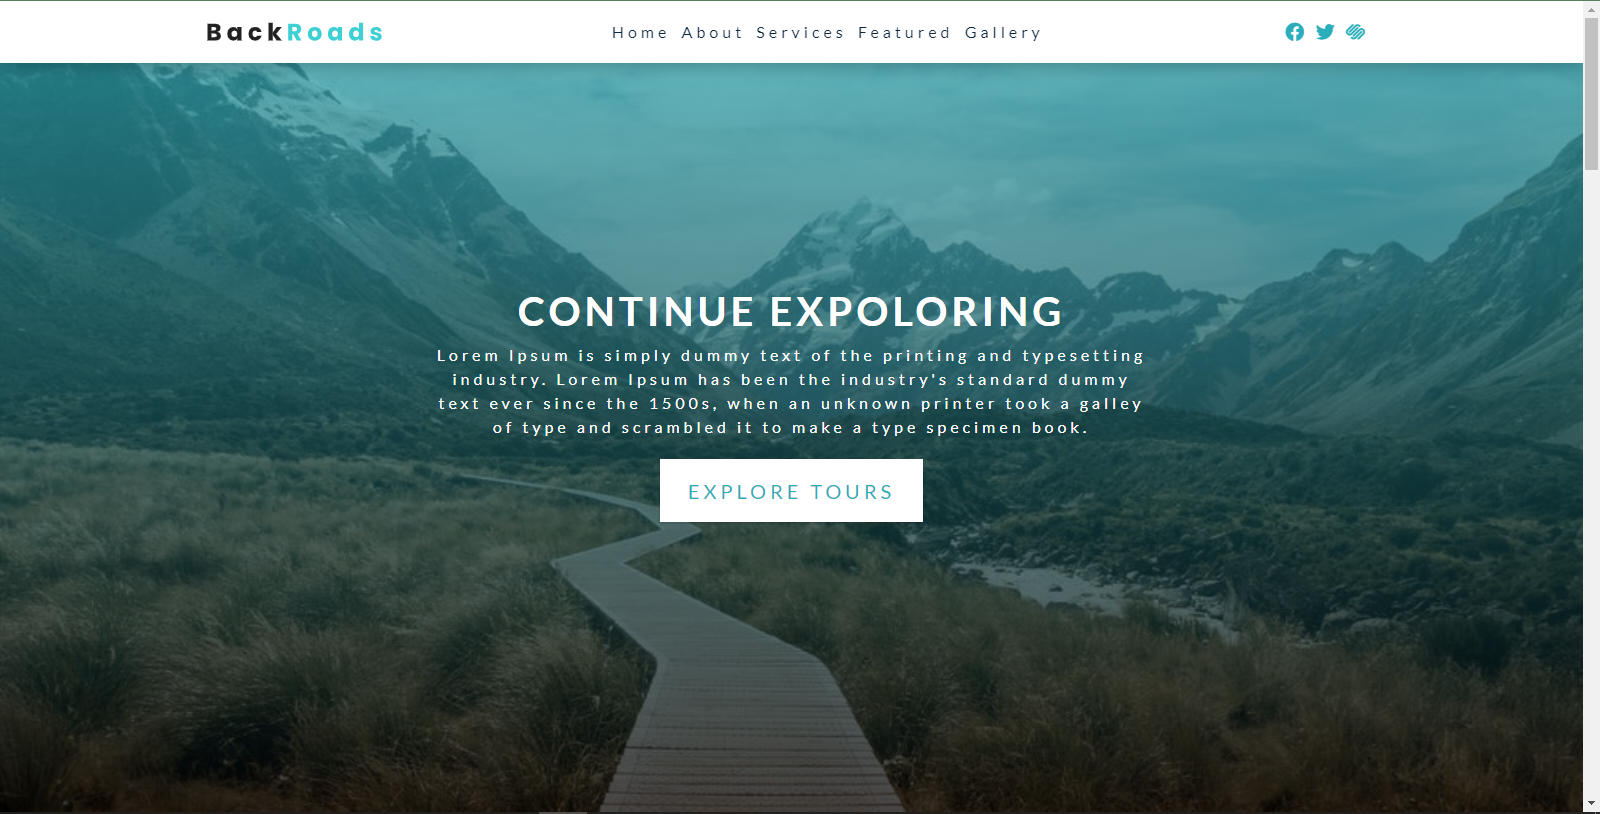 BackRoads
Home About Services Featured Gallery
CONTINUE EXPOLORING
Lorem Ipsum is simply dummy text of the printing and typesetting
industry. Lorem Ipsum has been the industry's standard dummy
text ever since the 1500s, when an unknown printer took a galley
of type and scrambled it to make a type specimen book.
EXPLORE TOURS